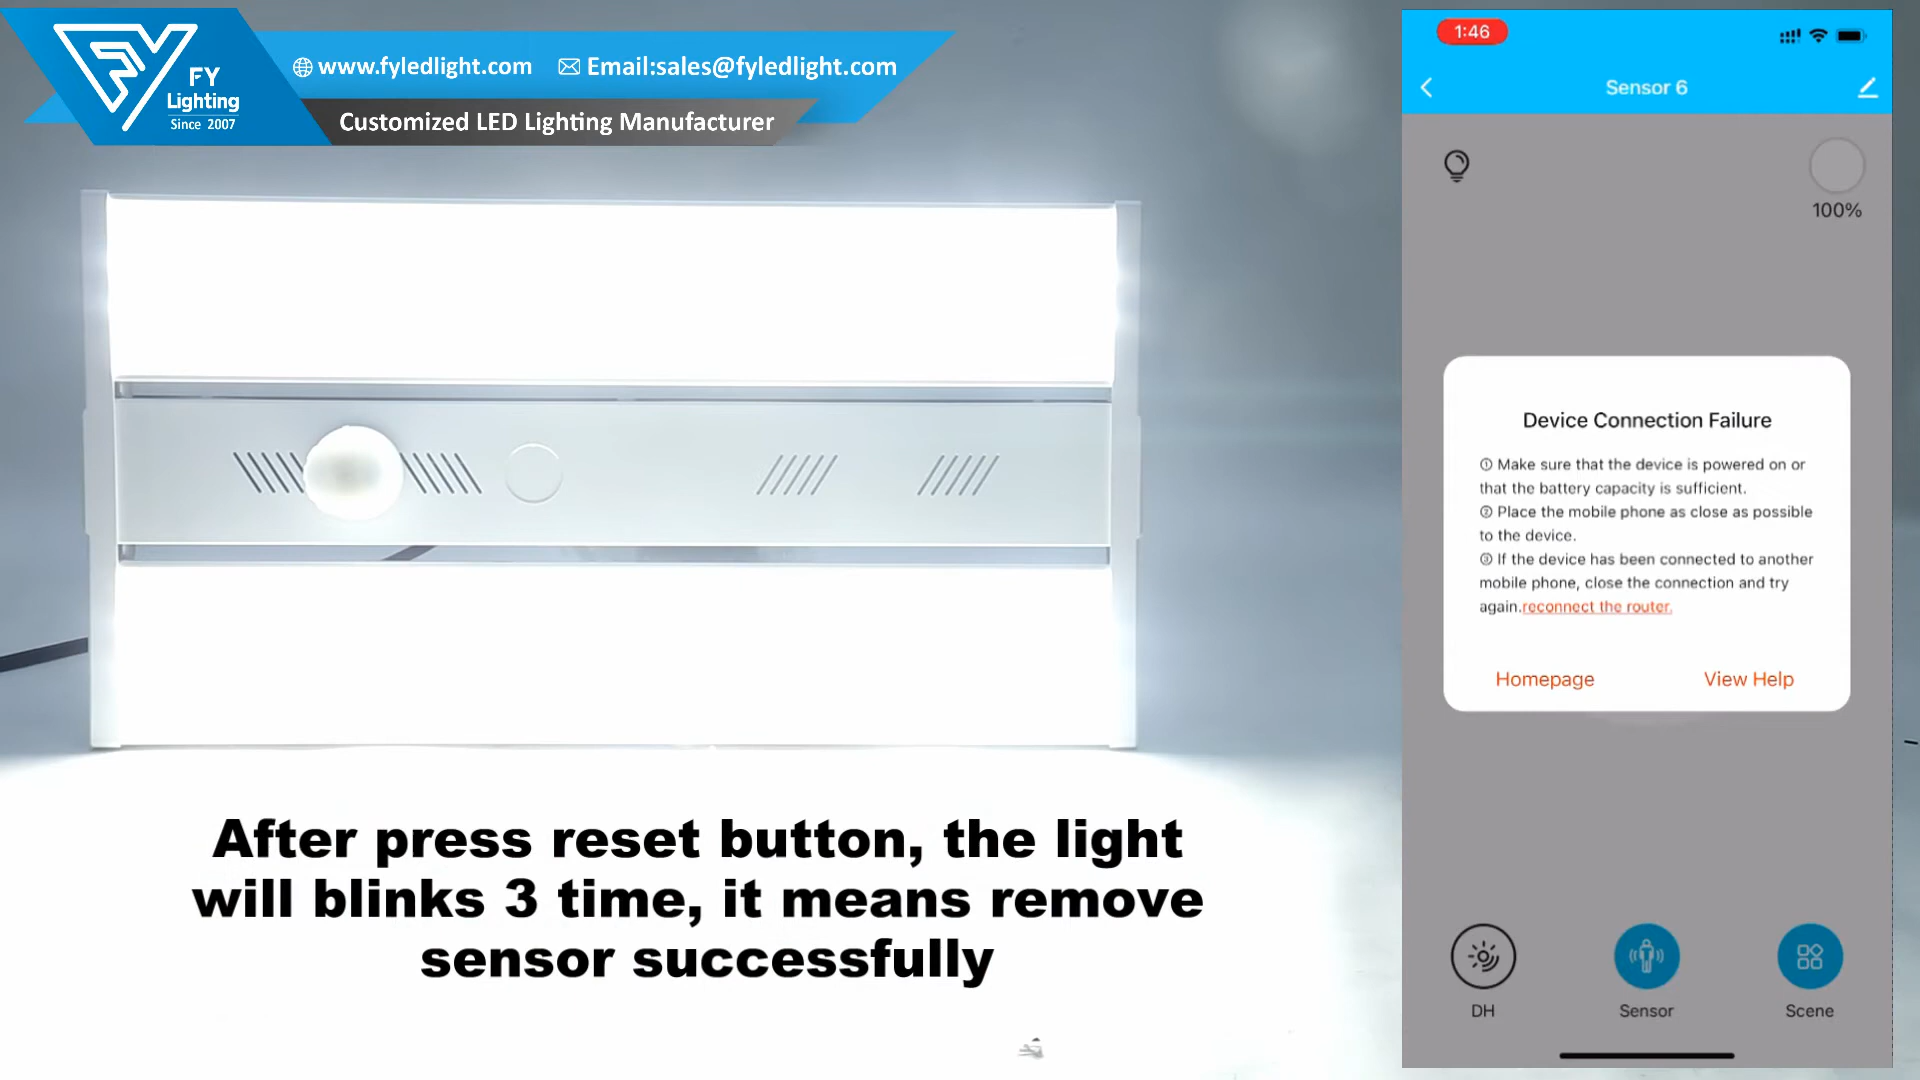 FY
Lighting
Since 2007
www.fyledlight.com
Email:sales@fyledlight.com
Customized LED Lighting Manufacturer
After press reset button, the light
will blinks 3 time, it means remove
sensor successfully
1:46
Sensor 6
100%
Device Connection Failure
① Make sure that the device is powered on or
that the battery capacity is sufficient.
② Place the mobile phone as close as possible
to the device.
③ If the device has been connected to another
mobile phone, close the connection and try
again.reconnect the router.
Homepage
View Help
DH
Sensor
Scene